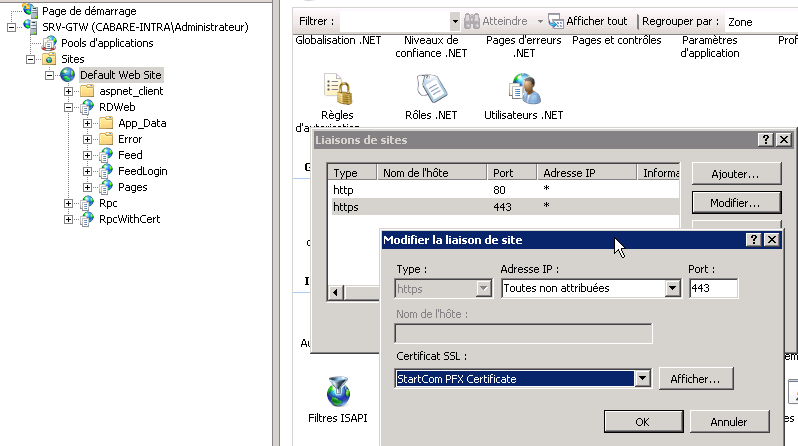 Page de démarrage
SRV-GTW (CABARE-INTRA\Administrateur)
Pools d'applications
Sites
Default Web Site
aspnet_client
RDWeb
App_Data
Error
Feed
FeedLogin
Pages
Rpc
RpcWithCert
Filtrer : Atteindre Afficher tout Regrouper par : Zone
Globalisation .NET
Niveaux de confiance .NET
Pages d'erreurs .NET
Pages et contrôles
Paramètres d'application
Prof
Règles
Rôles .NET
Utilisateurs .NET
Liaisons de sites
Type Nom de l'hôte Port Adresse IP Informa
http 80 *
https 443 *
Ajouter...
Modifier...
Modifier la liaison de site
Type : Adresse IP : Port :
https Toutes non attribuées 443
Nom de l'hôte :
Certificat SSL :
StartCom PFX Certificate Afficher...
OK Annuler
Filtres ISAPI